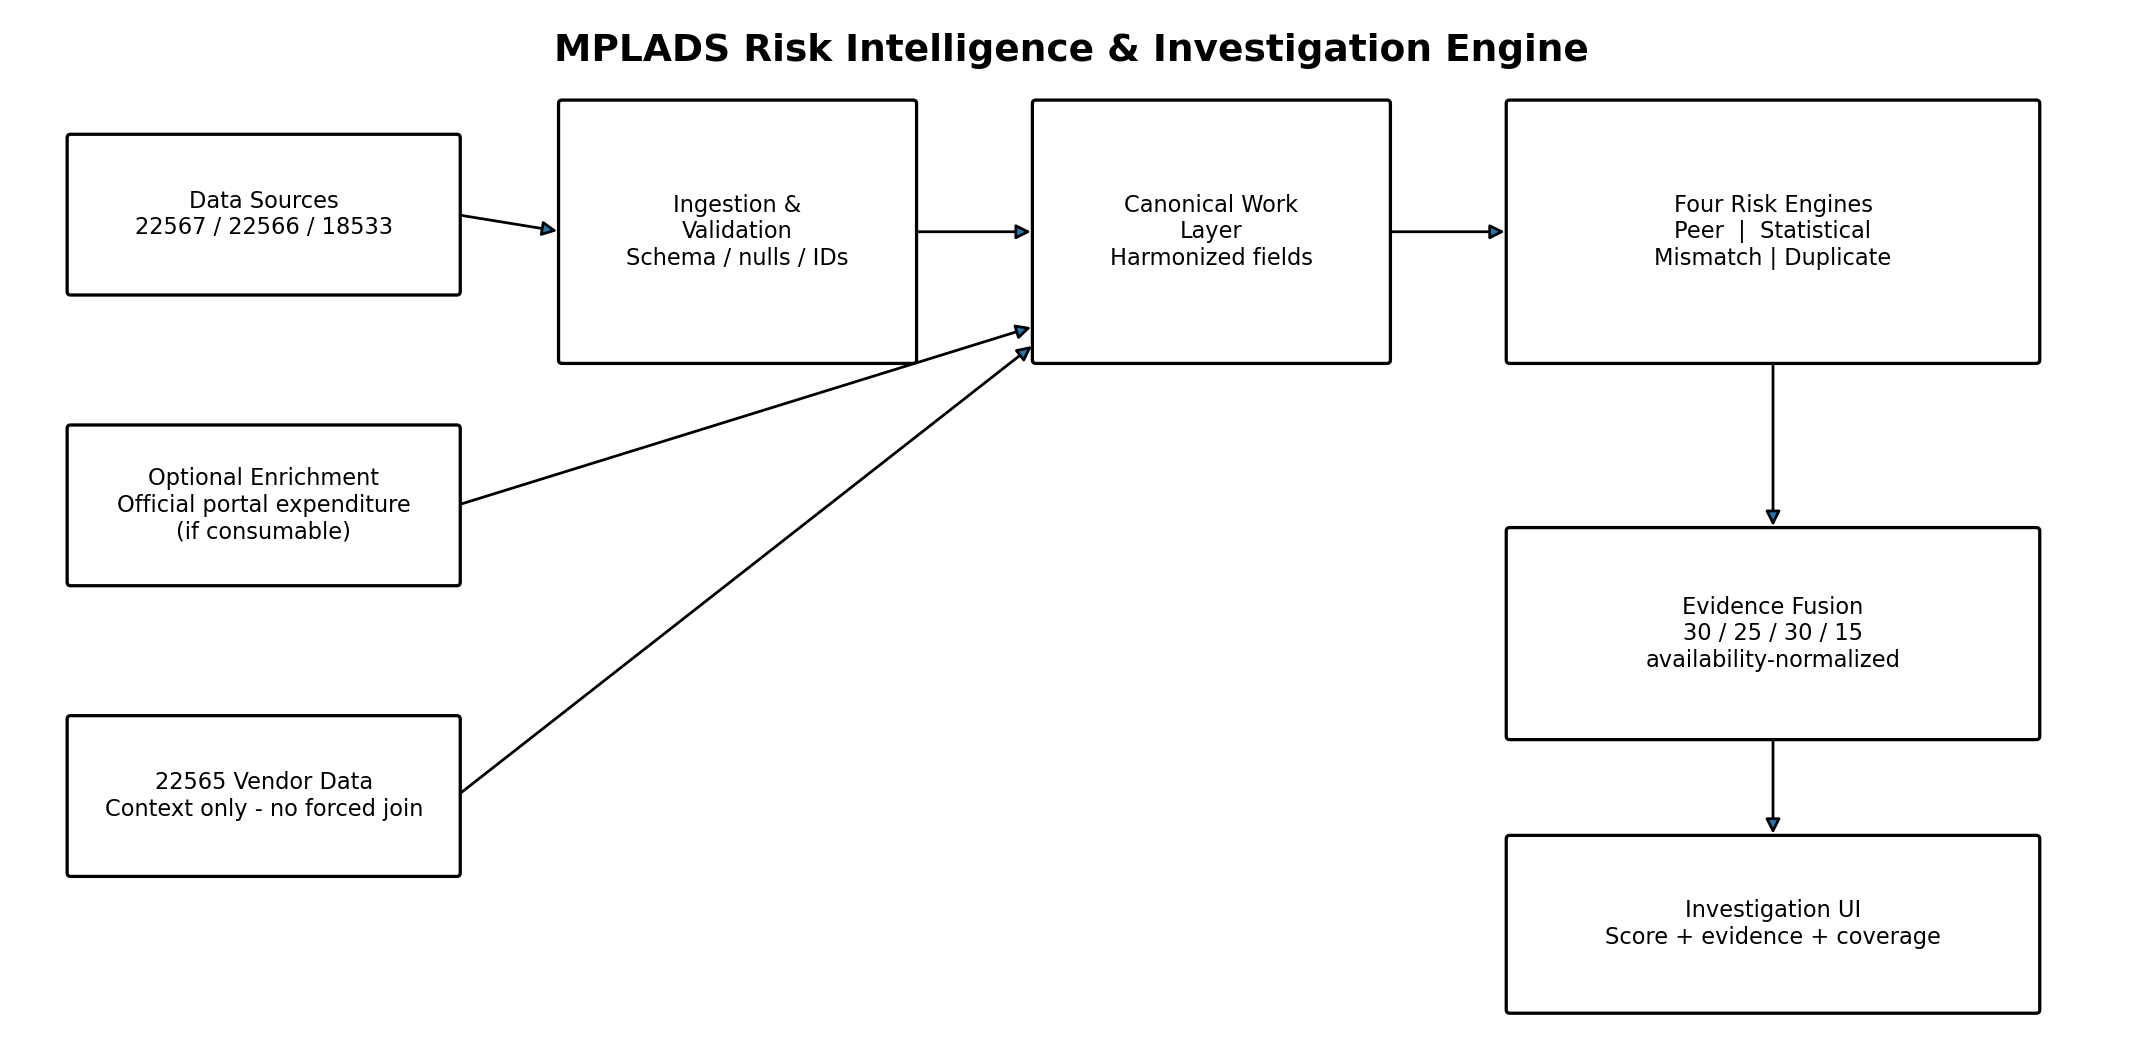 MPLADS Risk Intelligence & Investigation Engine
Data Sources
22567 / 22566 / 18533
Ingestion &
Validation
Schema / nulls / IDs
Canonical Work
Layer
Harmonized fields
Four Risk Engines
Peer | Statistical
Mismatch | Duplicate
Optional Enrichment
Official portal expenditure
(if consumable)
Evidence Fusion
30 / 25 / 30 / 15
availability-normalized
22565 Vendor Data
Context only - no forced join
Investigation UI
Score + evidence + coverage